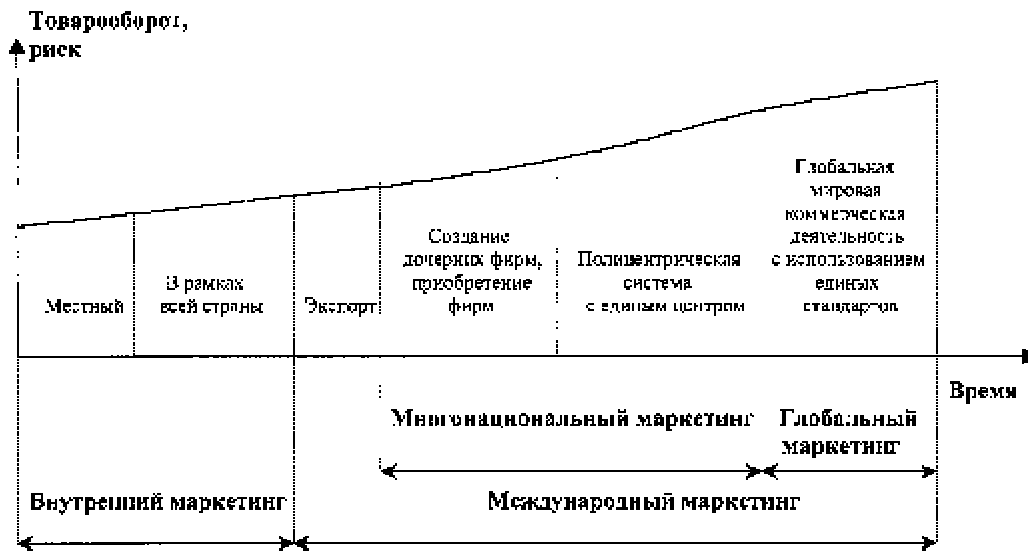 Товарооборот,
риск
Местный
В рамках
всей страны
Экспорт
Создание
дочерних фирм,
приобретение
фирм
Полицентрическая
система
с единым центром
Глобальная
мировая
коммерческая
деятельность
с использованием
единых
стандартов
Время
Многонациональный маркетинг
Глобальный
маркетинг
Внутренний маркетинг
Международный маркетинг